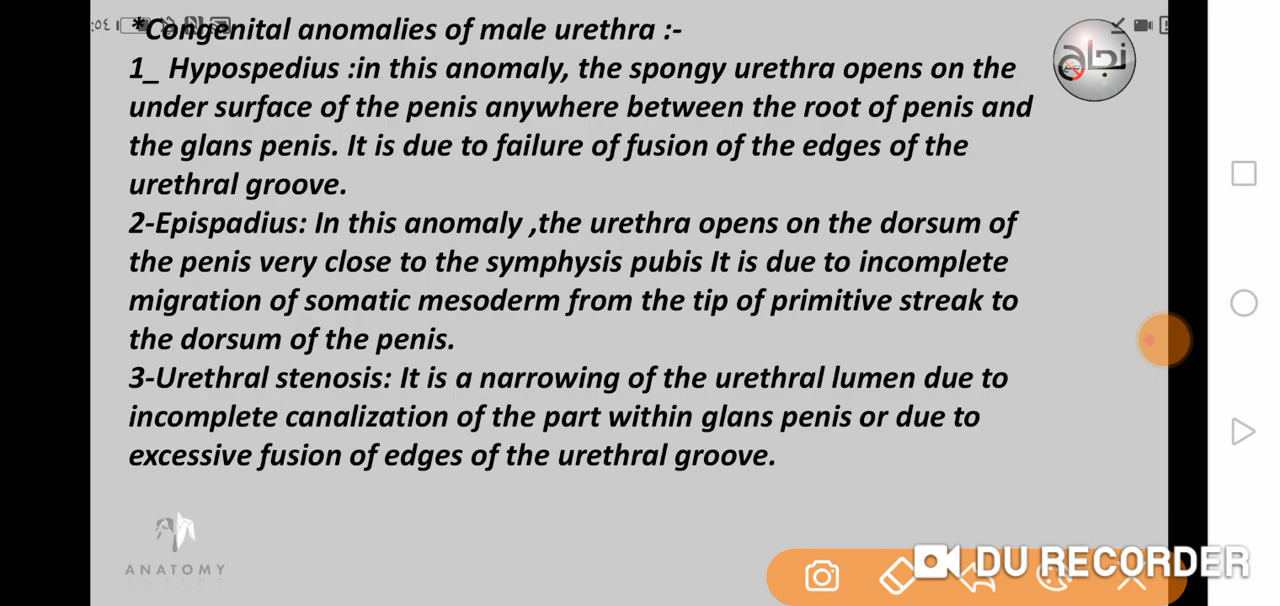 :٥٤
*Congenital anomalies of male urethra :-
1_ Hypospedius :in this anomaly, the spongy urethra opens on the
under surface of the penis anywhere between the root of penis and
the glans penis. It is due to failure of fusion of the edges of the
urethral groove.
2-Epispadius: In this anomaly ,the urethra opens on the dorsum of
the penis very close to the symphysis pubis It is due to incomplete
migration of somatic mesoderm from the tip of primitive streak to
the dorsum of the penis.
3-Urethral stenosis: It is a narrowing of the urethral lumen due to
incomplete canalization of the part within glans penis or due to
excessive fusion of edges of the urethral groove.
نجاح
ANATOMY
INSIDE
DU RECORDER